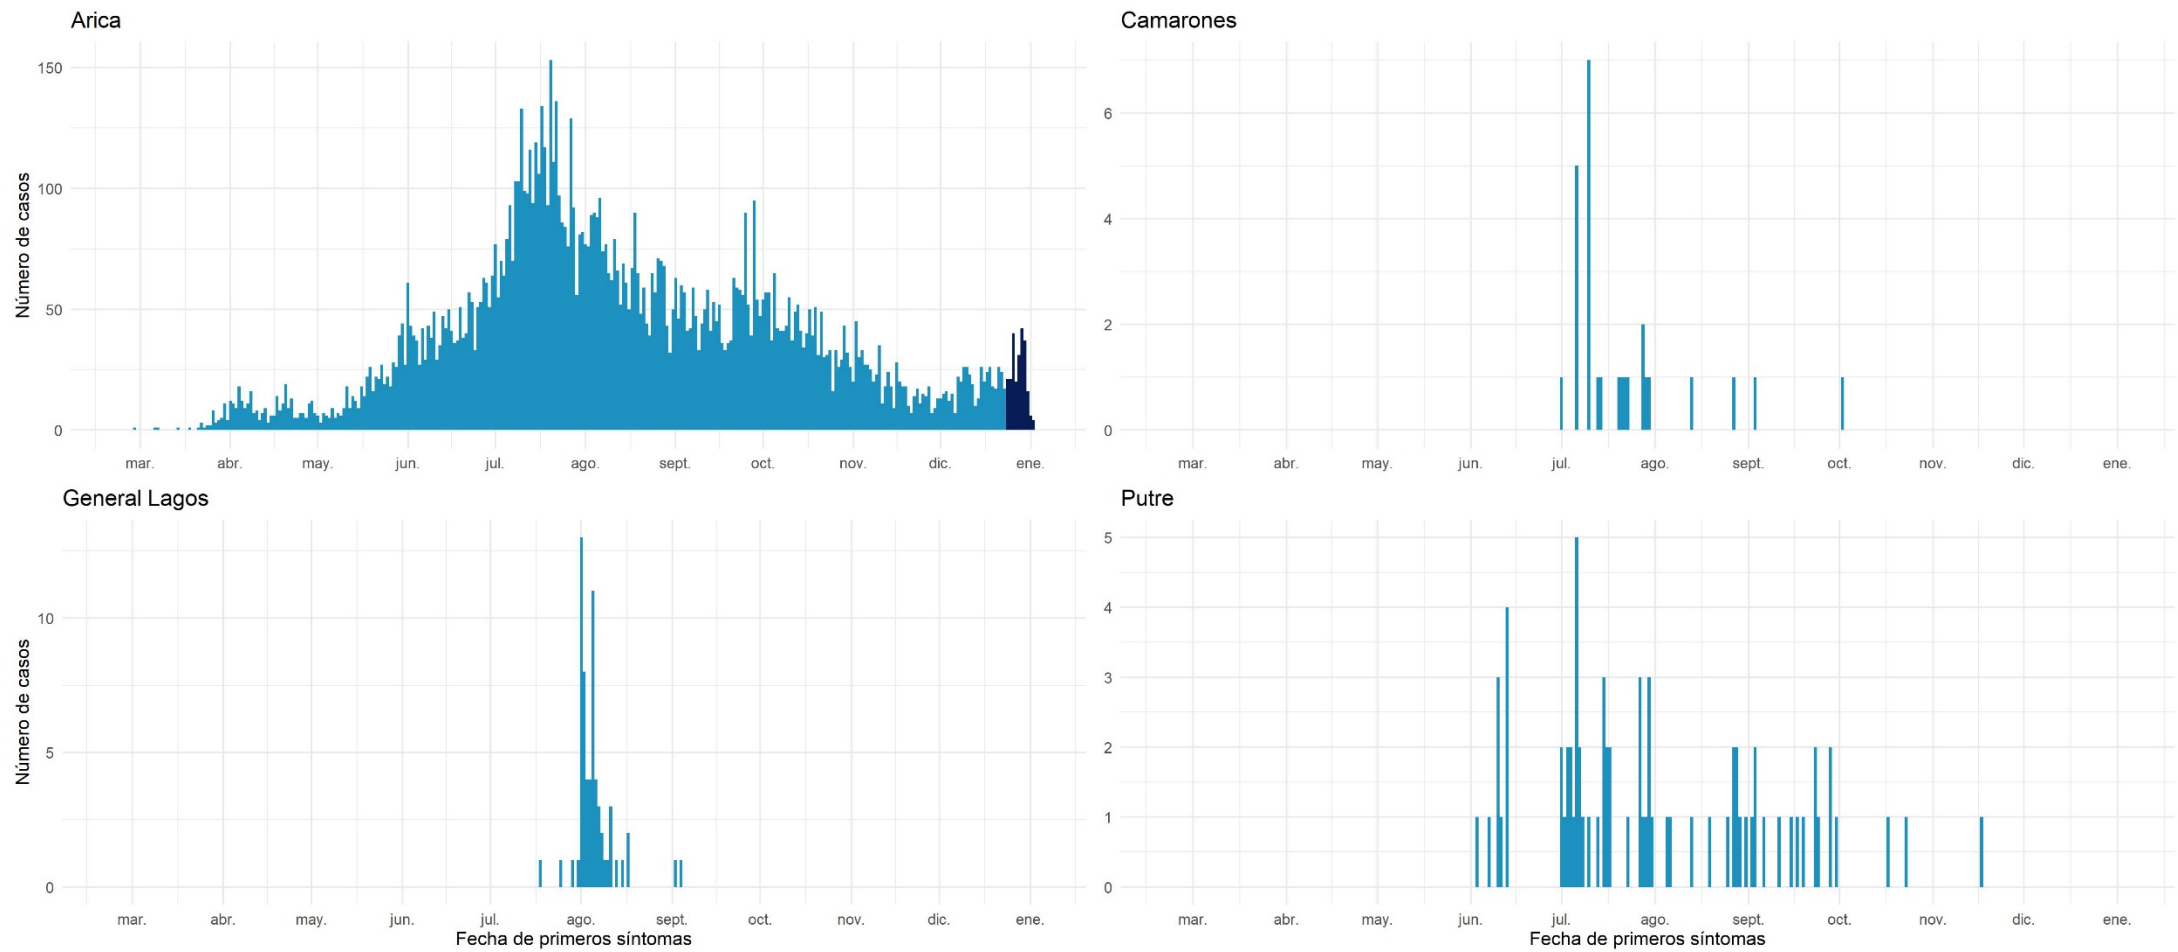 Arica
Número de casos
150
100
50
0
mar. abr. may. jun. jul. ago. sept. oct. nov. dic. ene.
Camarones
6
4
2
0
mar. abr. may. jun. jul. ago. sept. oct. nov. dic. ene.
General Lagos
Número de casos
10
5
0
mar. abr. may. jun. jul. ago. sept. oct. nov. dic. ene.
Fecha de primeros síntomas
Putre
5
4
3
2
1
0
mar. abr. may. jun. jul. ago. sept. oct. nov. dic. ene.
Fecha de primeros síntomas